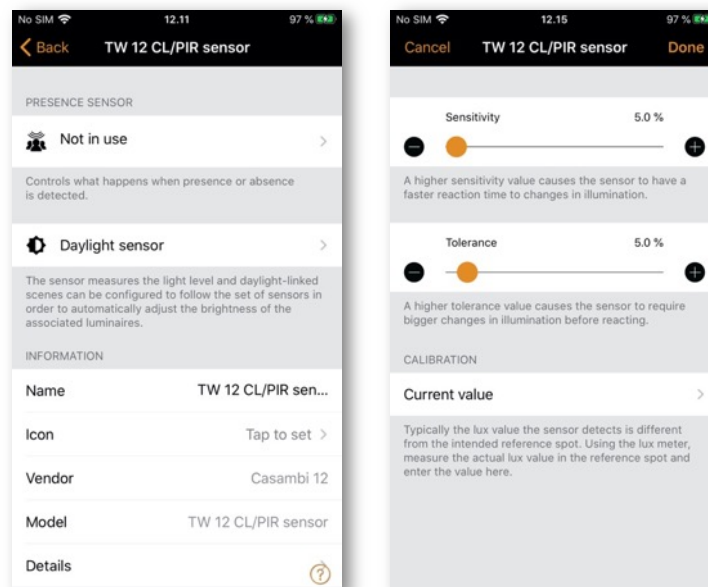 No SIM 12.11 97 %
Back TW 12 CL/PIR sensor
PRESENCE SENSOR
Not in use
Controls what happens when presence or absence
is detected.
Daylight sensor
The sensor measures the light level and daylight-linked
scenes can be configured to follow the set of sensors in
order to automatically adjust the brightness of the
associated luminaires.
INFORMATION
Name TW 12 CL/PIR sen...
Icon Tap to set
Vendor Casambi 12
Model TW 12 CL/PIR sensor
Details ?
No SIM 12.15 97 %
Cancel TW 12 CL/PIR sensor Done
Sensitivity 5.0 %
A higher sensitivity value causes the sensor to have a
faster reaction time to changes in illumination.
Tolerance 5.0 %
A higher tolerance value causes the sensor to require
bigger changes in illumination before reacting.
CALIBRATION
Current value
Typically the lux value the sensor detects is different
from the intended reference spot. Using the lux meter,
measure the actual lux value in the reference spot and
enter the value here.